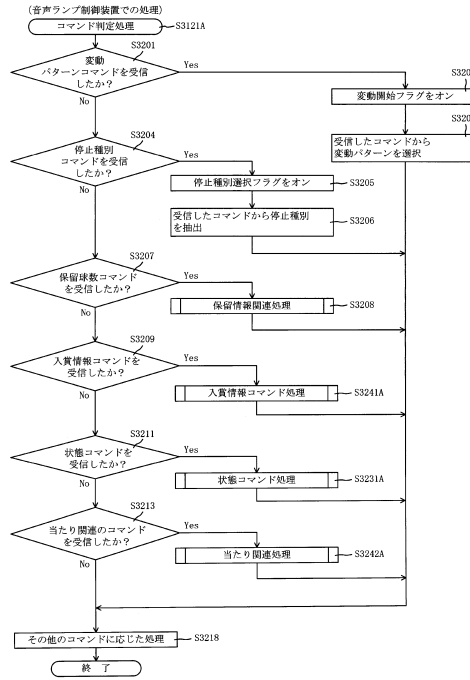 (音声ランプ制御装置での処理)
コマンド判定処理
S3121A
S3201
変動
パターンコマンドを受信
したか?
Yes
No
S320
変動開始フラグをオン
S320
受信したコマンドから
変動パターンを選択
S3204
停止種別
コマンドを受信
したか?
Yes
No
停止種別選択フラグをオン
S3205
受信したコマンドから停止種別
を抽出
S3206
S3207
保留球数コマンド
を受信したか?
Yes
No
保留情報関連処理
S3208
S3209
入賞情報コマンドを
受信したか?
Yes
No
入賞情報コマンド処理
S3241A
S3211
状態コマンドを
受信したか?
Yes
No
状態コマンド処理
S3231A
S3213
当たり関連のコマンド
を受信したか?
Yes
No
当たり関連処理
S3242A
その他のコマンドに応じた処理
S3218
終 了